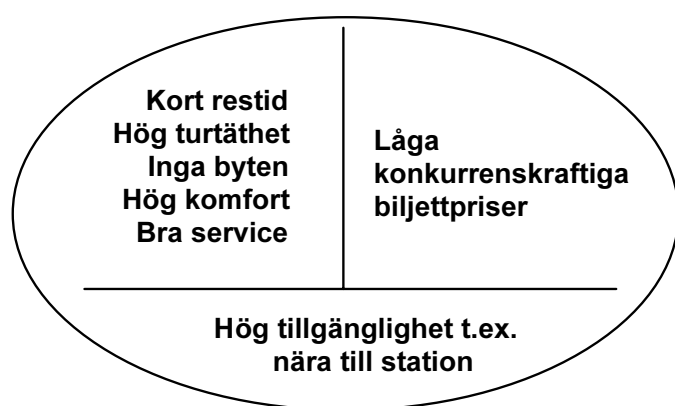 Kort restid
Hög turtäthet
Inga byten
Hög komfort
Bra service
Låga
konkurrenskraftiga
biljettpriser
Hög tillgänglighet t.ex.
nära till station